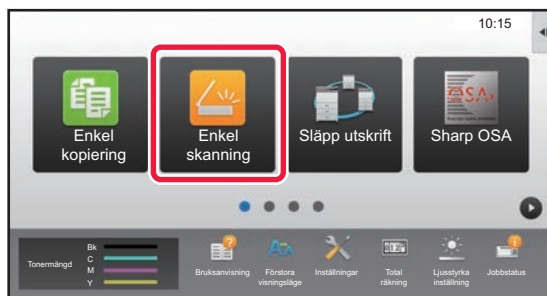 10:15
Enkel
kopiering
Enkel
skanning
Släpp utskrift
Sharp OSA
OSA
Tonermängd
Bk
C
M
Y
Bruksanvisning
Förstora
visningsläge
Inställningar
Total
räkning
Ljusstyrka
inställning
Jobbstatus